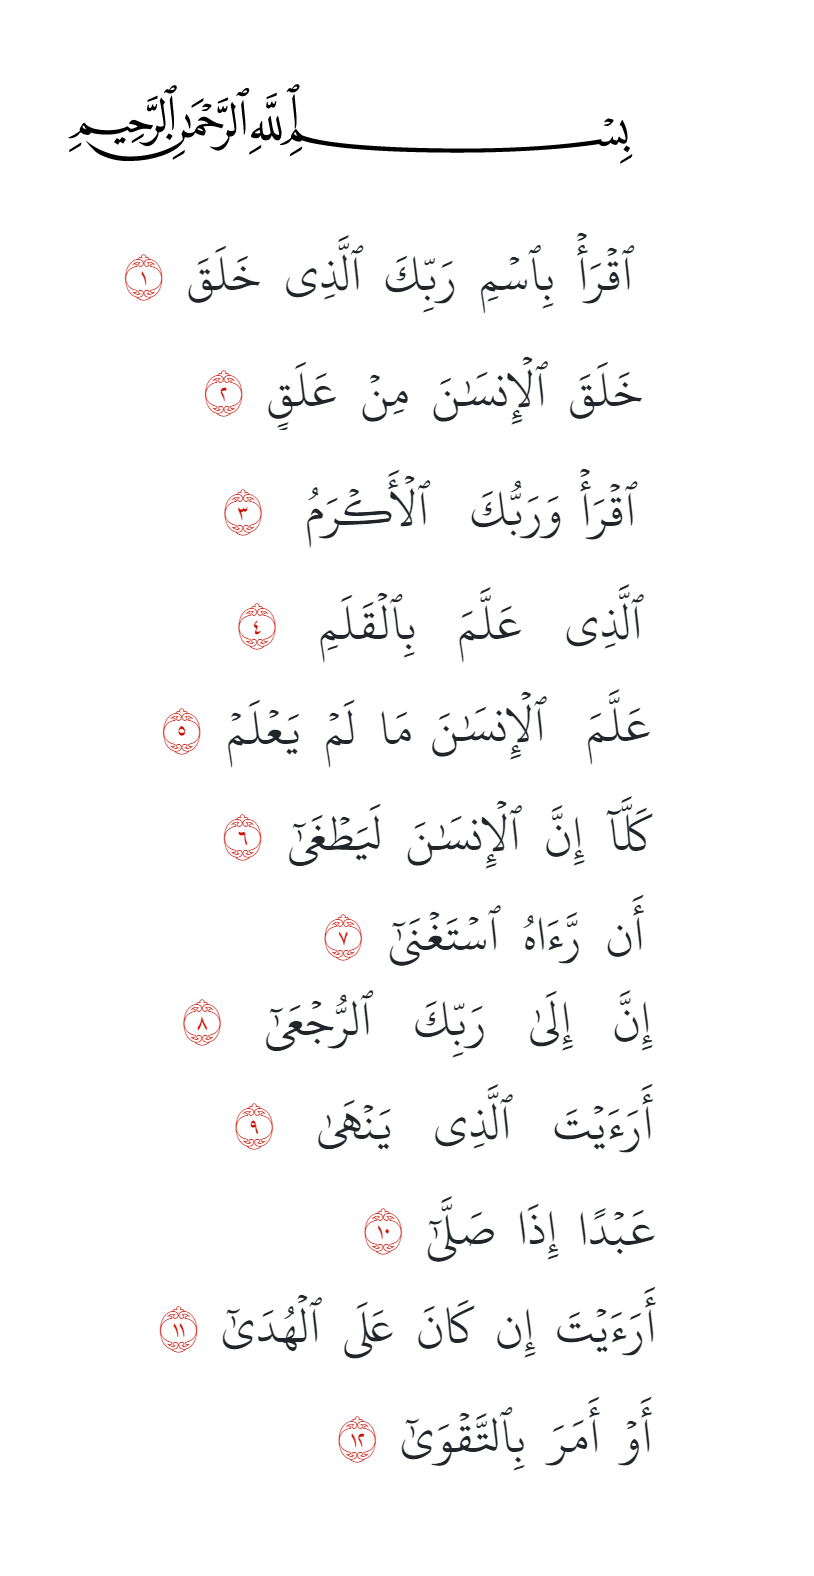 بِسْمِ ٱللَّهِ ٱلرَّحْمَٰنِ ٱلرَّحِيمِ
ٱقْرَأْ بِٱسْمِ رَبِّكَ ٱلَّذِى خَلَقَ ١
خَلَقَ ٱلْإِنسَٰنَ مِنْ عَلَقٍۢ ٢
ٱقْرَأْ وَرَبُّكَ ٱلْأَكْرَمُ ٣
ٱلَّذِى عَلَّمَ بِٱلْقَلَمِ ٤
عَلَّمَ ٱلْإِنسَٰنَ مَا لَمْ يَعْلَمْ ٥
كَلَّآ إِنَّ ٱلْإِنسَٰنَ لَيَطْغَىٰٓ ٦
أَن رَّءَاهُ ٱسْتَغْنَىٰٓ ٧
إِنَّ إِلَىٰ رَبِّكَ ٱلرُّجْعَىٰٓ ٨
أَرَءَيْتَ ٱلَّذِى يَنْهَىٰ ٩
عَبْدًا إِذَا صَلَّىٰٓ ١٠
أَرَءَيْتَ إِن كَانَ عَلَى ٱلْهُدَىٰٓ ١١
أَوْ أَمَرَ بِٱلتَّقْوَىٰٓ ١٢